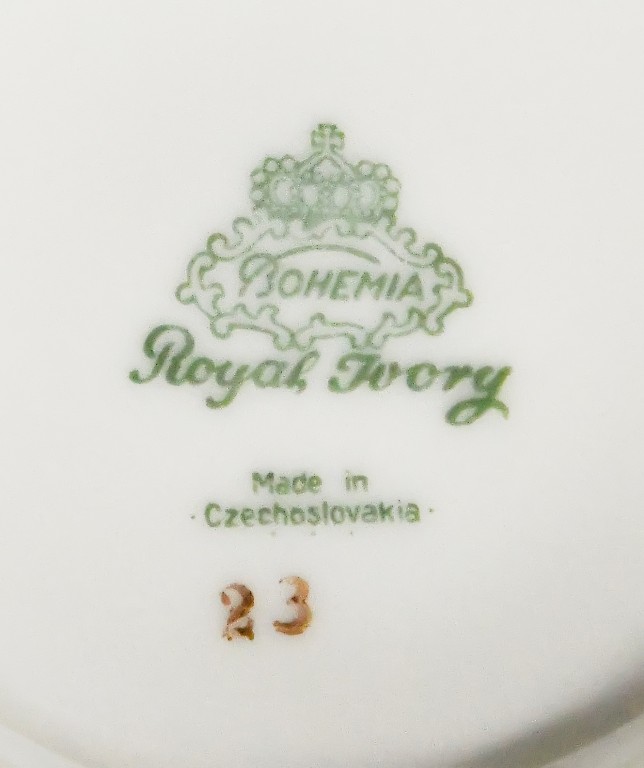 BOHEMIA
Royal Ivory
Made in
· Czechoslovakia ·
23